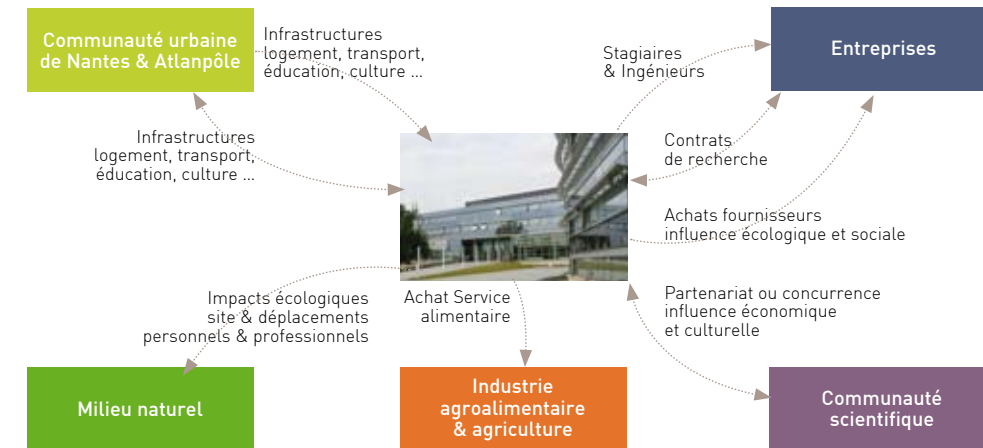 Communauté urbaine
de Nantes & Atlanpôle
Infrastructures
logement, transport,
éducation, culture ...
Stagiaires
& Ingénieurs
Entreprises
Infrastructures
logement, transport,
éducation, culture ...
Contrats
de recherche
Achats fournisseurs
influence écologique et sociale
Impacts écologiques
site & déplacements
personnels & professionnels
Achat Service
alimentaire
Partenariat ou concurrence
influence économique
et culturelle
Milieu naturel
Industrie
agroalimentaire
& agriculture
Communauté
scientifique